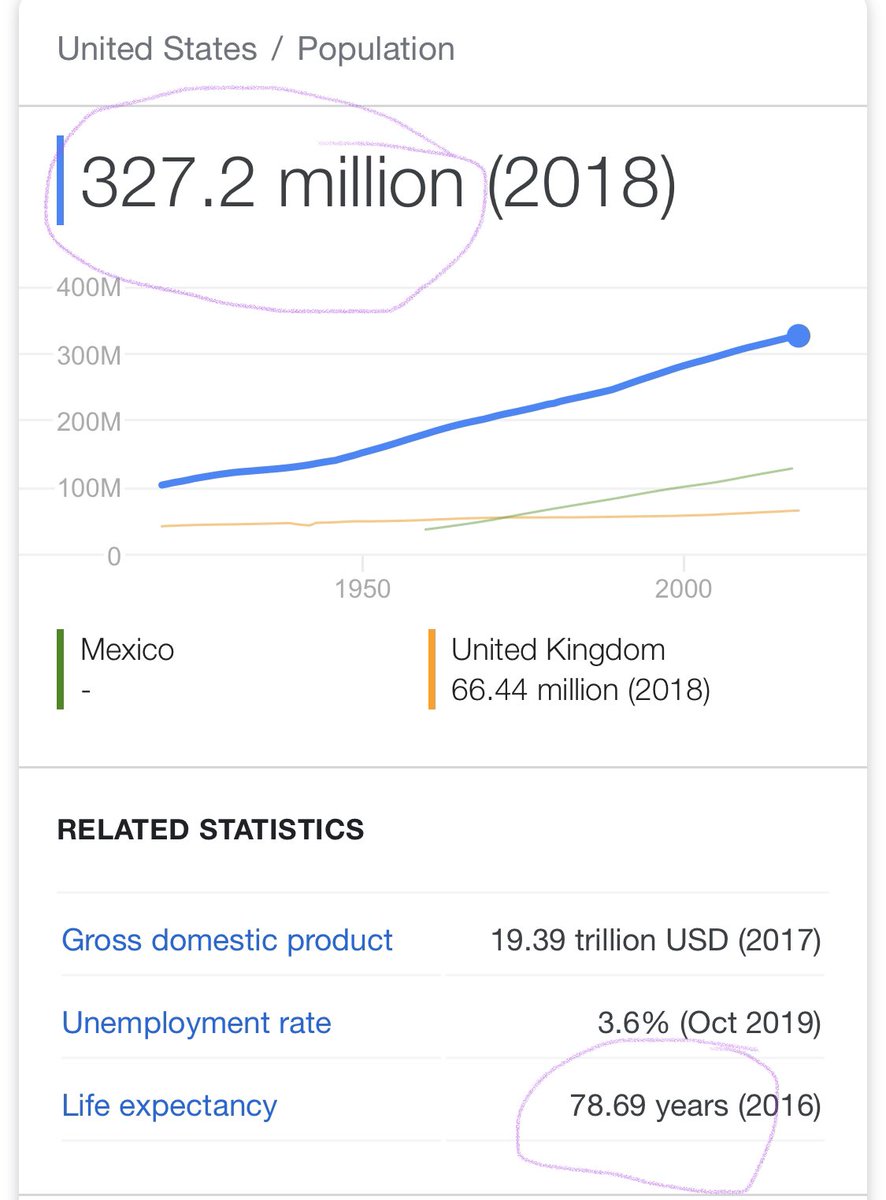 United States / Population
327.2 million (2018)
400M
300M
200M
100M
0
1950 2000
Mexico
-
United Kingdom
66.44 million (2018)
RELATED STATISTICS
Gross domestic product 19.39 trillion USD (2017)
Unemployment rate 3.6% (Oct 2019)
Life expectancy 78.69 years (2016)